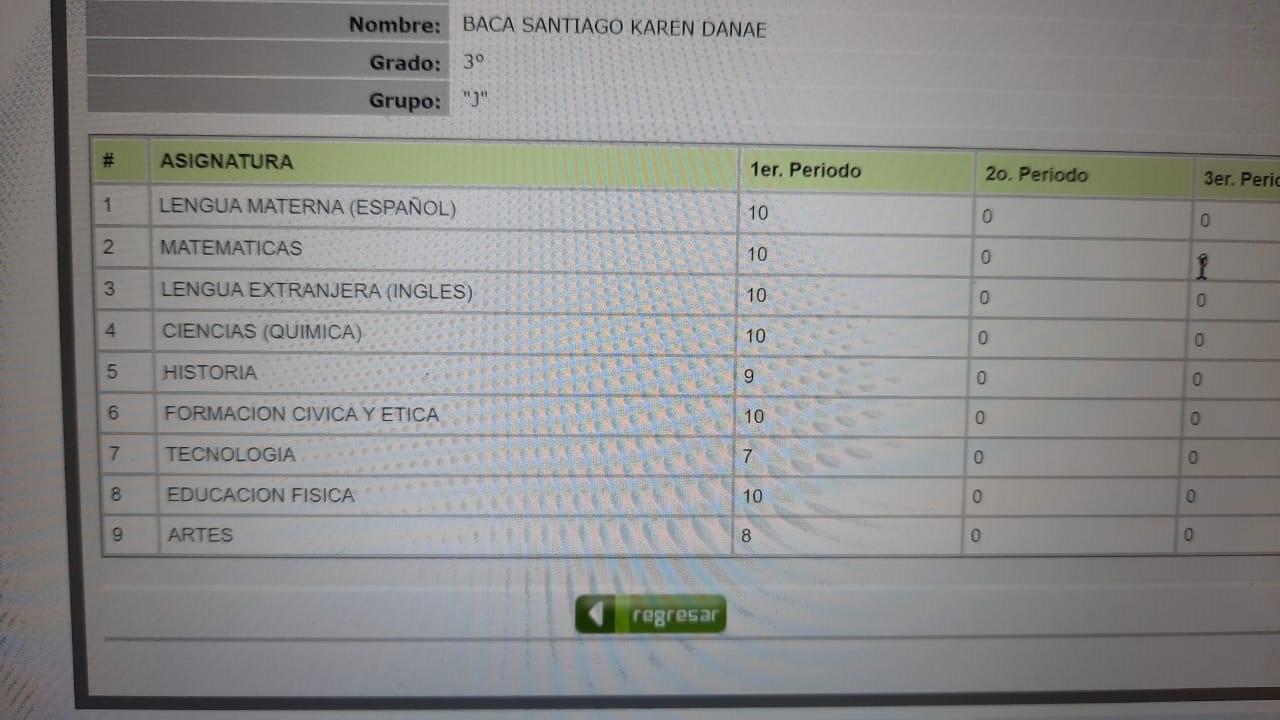 Nombre: BACA SANTIAGO KAREN DANAE
Grado: 3º
Grupo: "J"
# ASIGNATURA 1er. Periodo 2o. Periodo 3er.
1 LENGUA MATERNA (ESPAÑOL) 10 0 0
2 MATEMATICAS 10 0
3 LENGUA EXTRANJERA (INGLES) 10 0 0
4 CIENCIAS (QUIMICA) 10 0 0
5 HISTORIA 9 0 0
6 FORMACION CIVICA Y ETICA 10 0 0
7 TECNOLOGIA 7 0 0
8 EDUCACION FISICA 10 0 0
9 ARTES 8 0 0
regresar